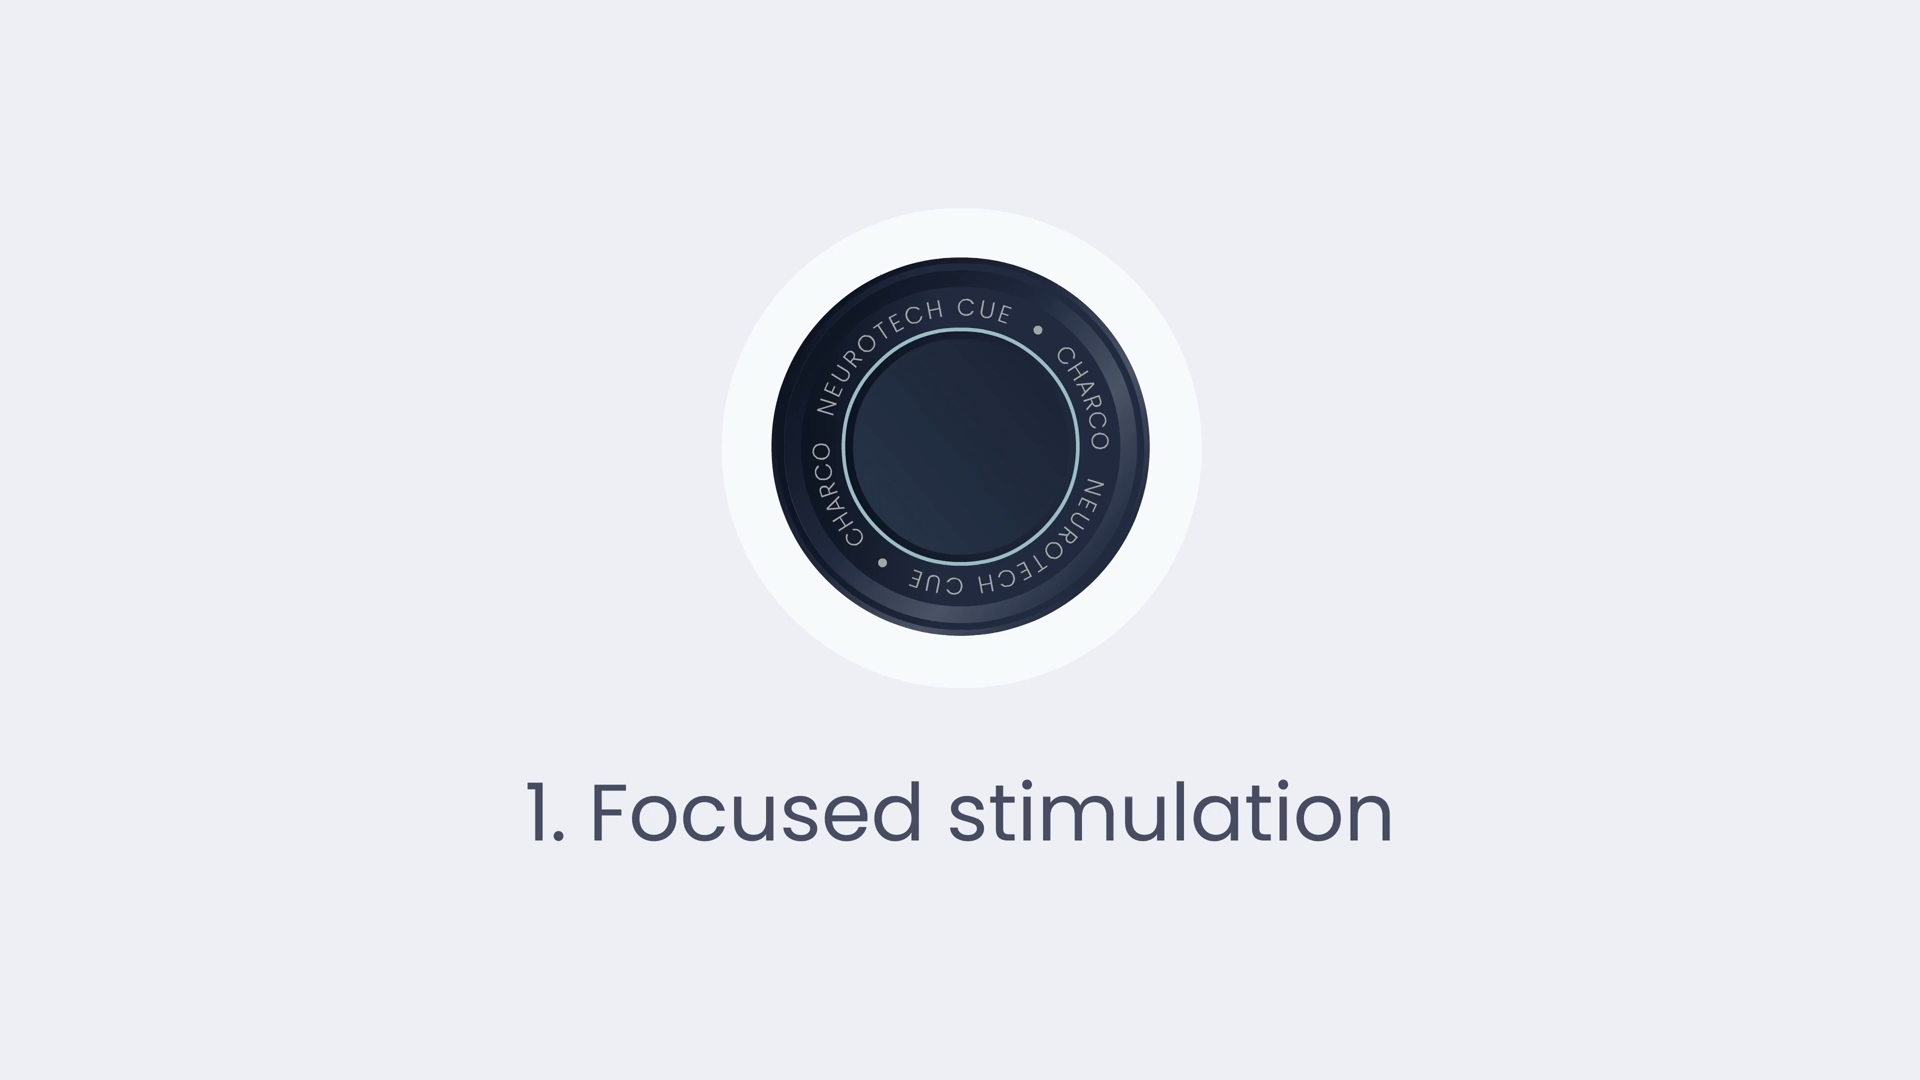 CHARCO NEUROTECH CUE • CHARCO NEUROTECH CUE •
1. Focused stimulation